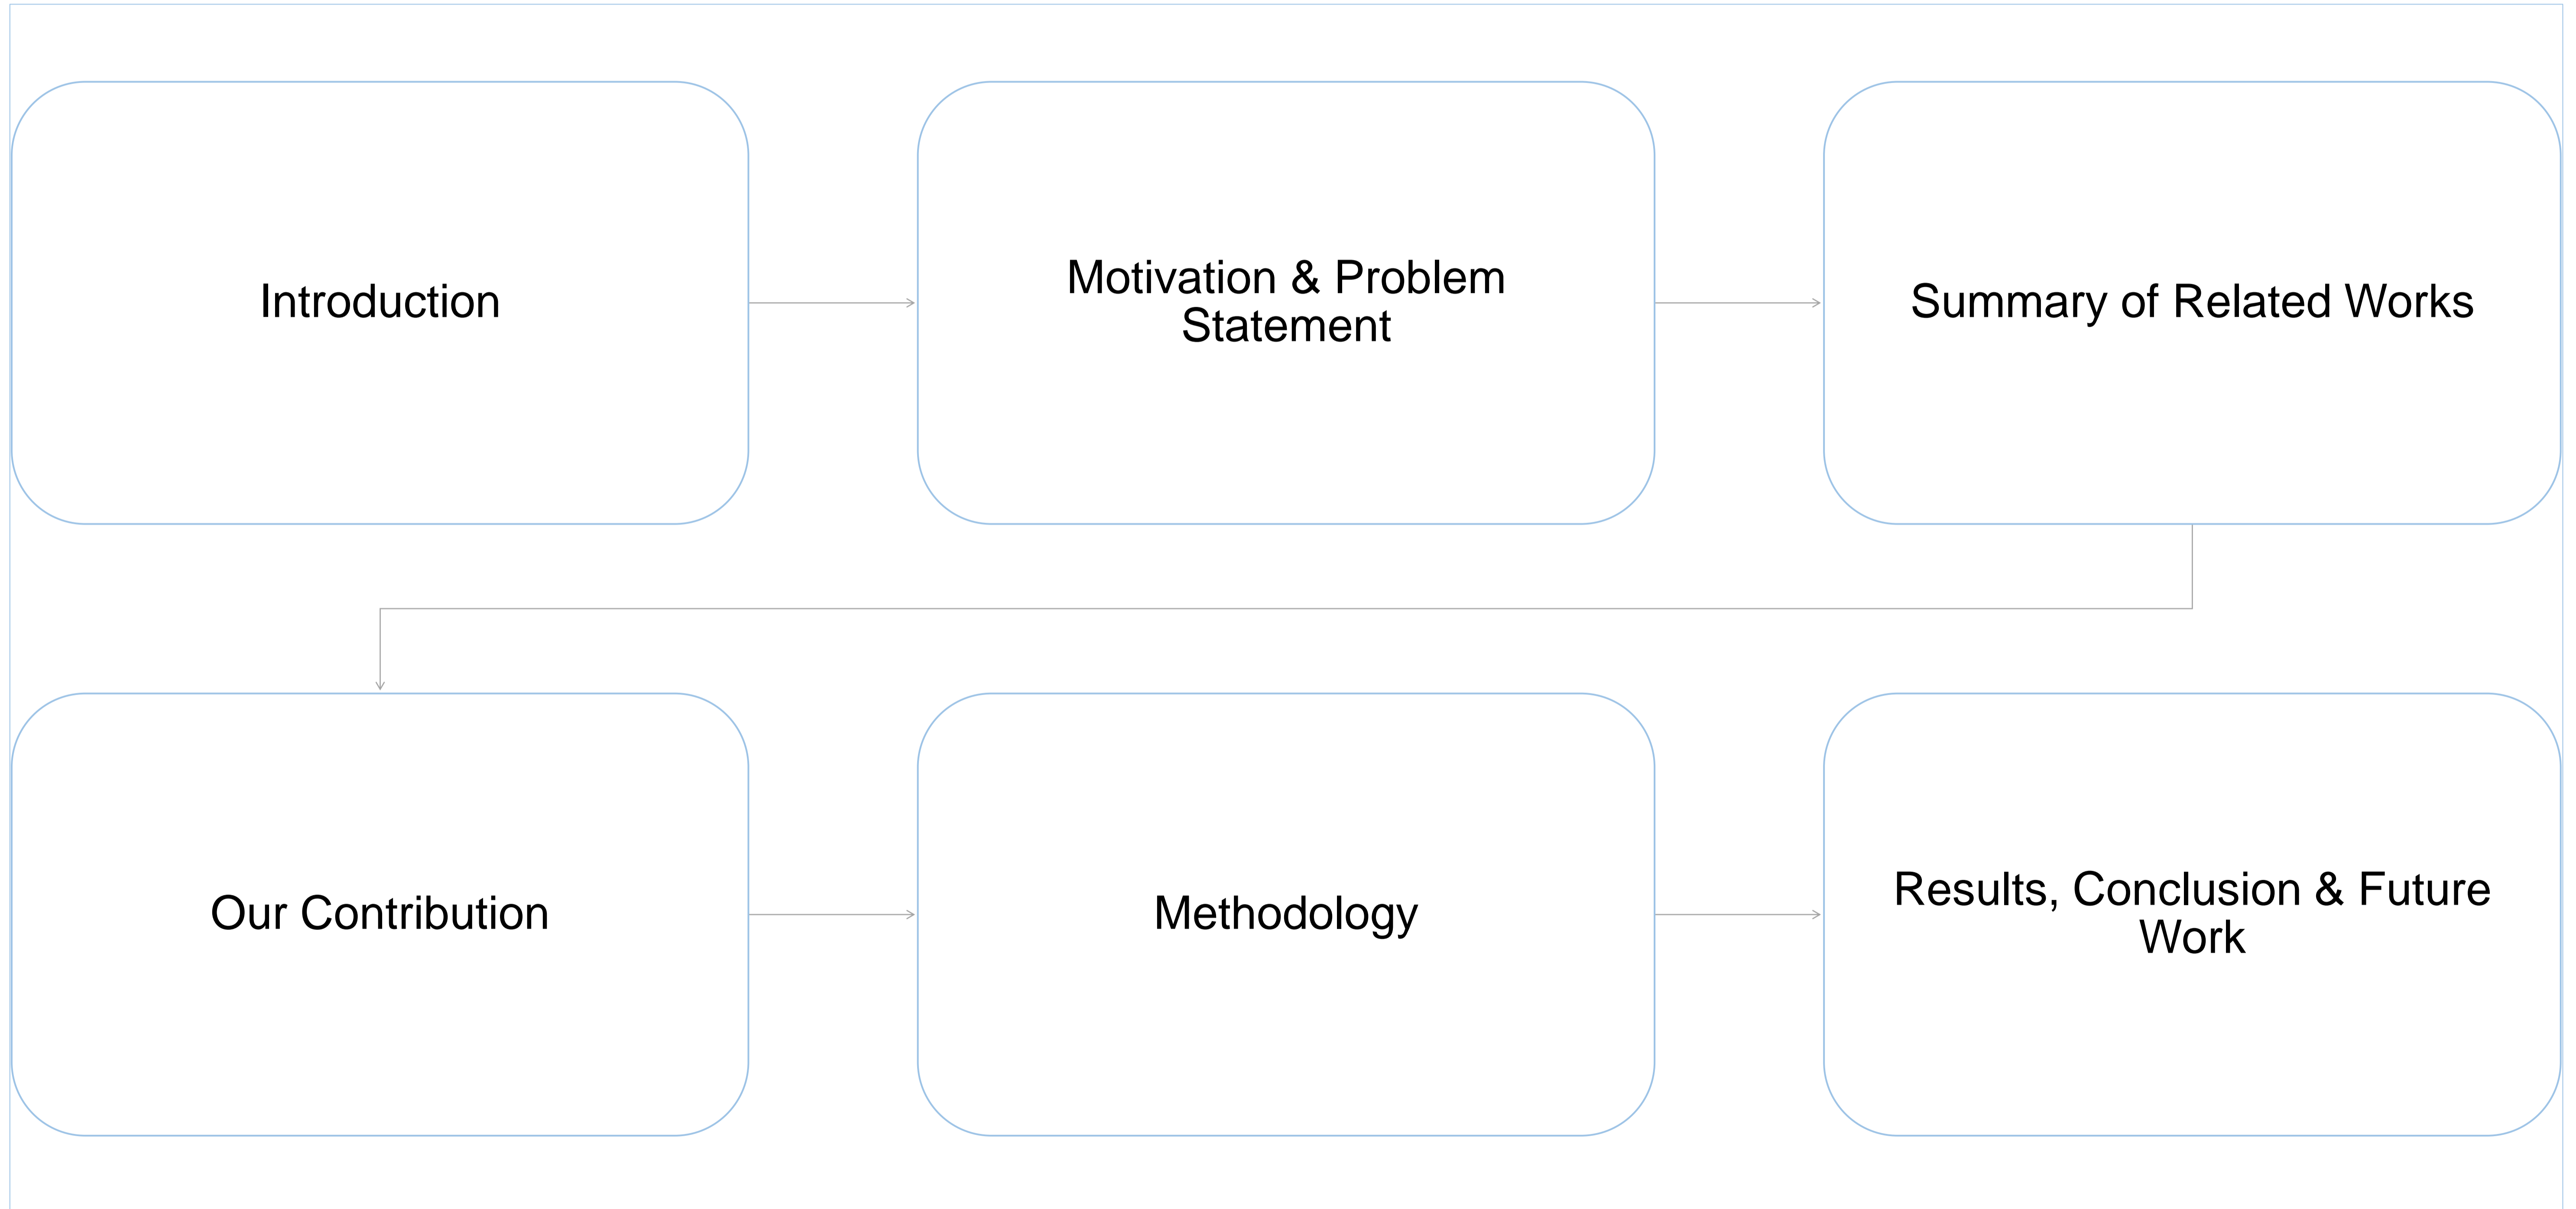 Introduction
Motivation & Problem
Statement
Summary of Related Works
Our Contribution
Methodology
Results, Conclusion & Future
Work